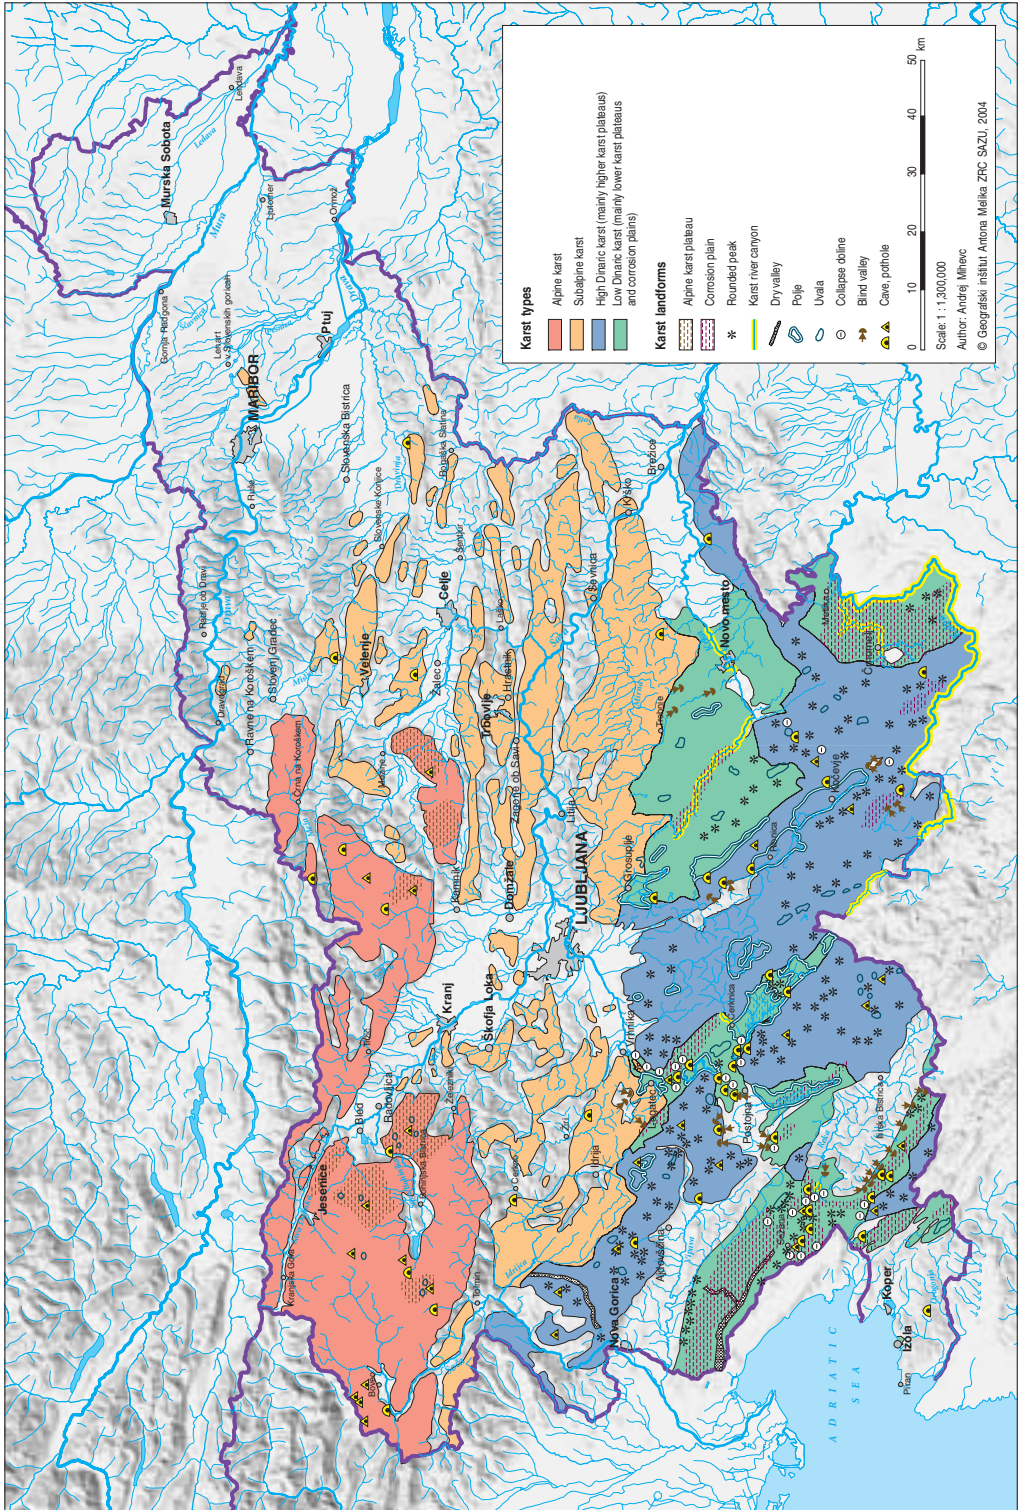 Karst types
Alpine karst
Subalpine karst
High Dinaric karst (mainly higher karst plateaus)
Low Dinaric karst (mainly lower karst plateaus
and corrosion plains)
Karst landforms
Alpine karst plateau
Corrosion plain
Rounded peak
Karst river canyon
Dry valley
Polje
Uvala
Collapse doline
Blind valley
Cave, pothole
0 10 20 30 40 50 km
Scale: 1 : 1,300,000
Author: Andrej Mihevc
© Geografski inštitut Antona Melika ZRC SAZU, 2004
Murska Sobota
Lendava
Ledava
Mura
Ljutomer
Ormož
Gornja Radgona
Ščavnica
Lenart
v Slovenskih goricah
Pesnica
Drava
Ptuj
MARIBOR
Ruše
Slovenska Bistrica
Radlje ob Dravi
Drava
Dravograd
Ravne na Koroškem
Slovenj Gradec
Mislinja
Črna na Koroškem
Meža
Slovenske Konjice
Dravinja
Rogaška Slatina
Šentjur
Celje
Velenje
Žalec
Mozirje
Laško
Hrastnik
Trbovlje
Zagorje ob Savi
Litija
Sotla
Brežice
Krško
Sevnica
Sava
Kamnik
Domžale
LJUBLJANA
Grosuplje
Kranj
Škofja Loka
Tržič
Radovljica
Bled
Jesenice
Kranjska Gora
Železniki
Bohinjska Bistrica
Bovec
Soča
Tolmin
Cerkno
Idrijca
Idrija
Žiri
Vrhnika
Logatec
Cerknica
Postojna
Ajdovščina
Vipava
Nova Gorica
Sežana
Ilirska Bistrica
Reka
Koper
Izola
Piran
Dragonja
ADRIATIC
SEA
Ribnica
Kočevje
Trebnje
Mirna
Novo mesto
Metlika
Črnomelj